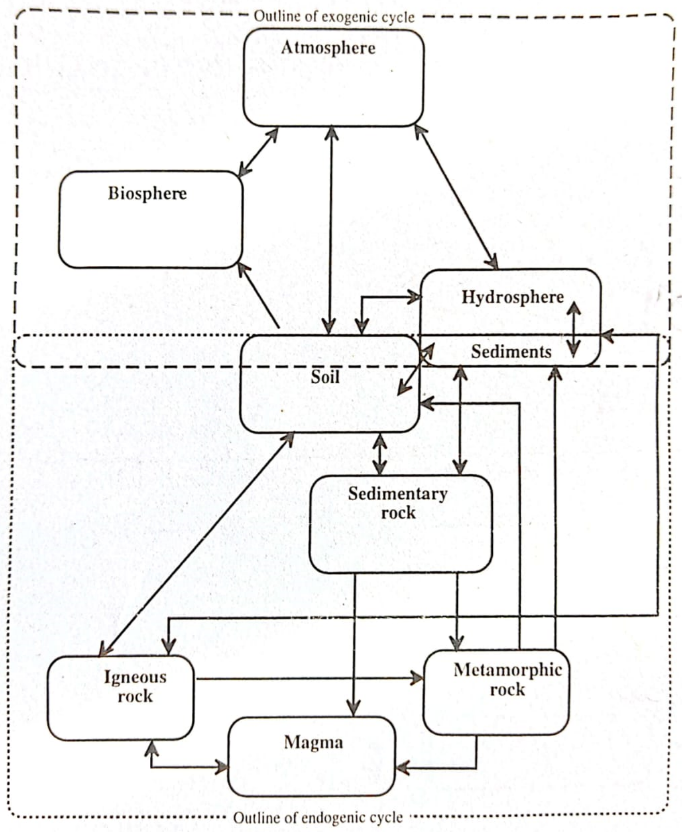 Outline of exogenic cycle
Atmosphere
Biosphere
Hydrosphere
Sediments
Soil
Sedimentary
rock
Igneous
rock
Metamorphic
rock
Magma
Outline of endogenic cycle